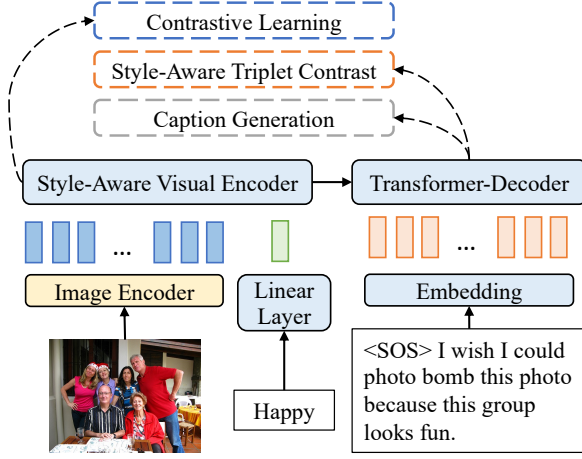 Contrastive Learning
Style-Aware Triplet Contrast
Caption Generation
Style-Aware Visual Encoder
Transformer-Decoder
...
...
Image Encoder
Linear
Layer
Embedding
Happy
<SOS> I wish I could
photo bomb this photo
because this group
looks fun.